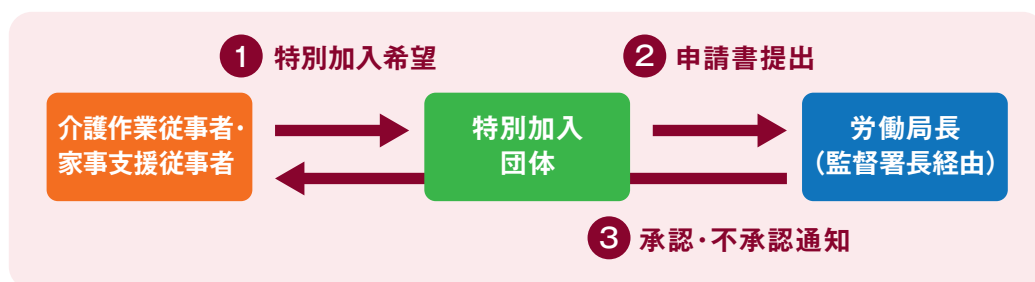 1 特別加入希望
2 申請書提出
介護作業従事者・
家事支援従事者
特別加入
団体
労働局長
（監督署長経由）
3 承認・不承認通知